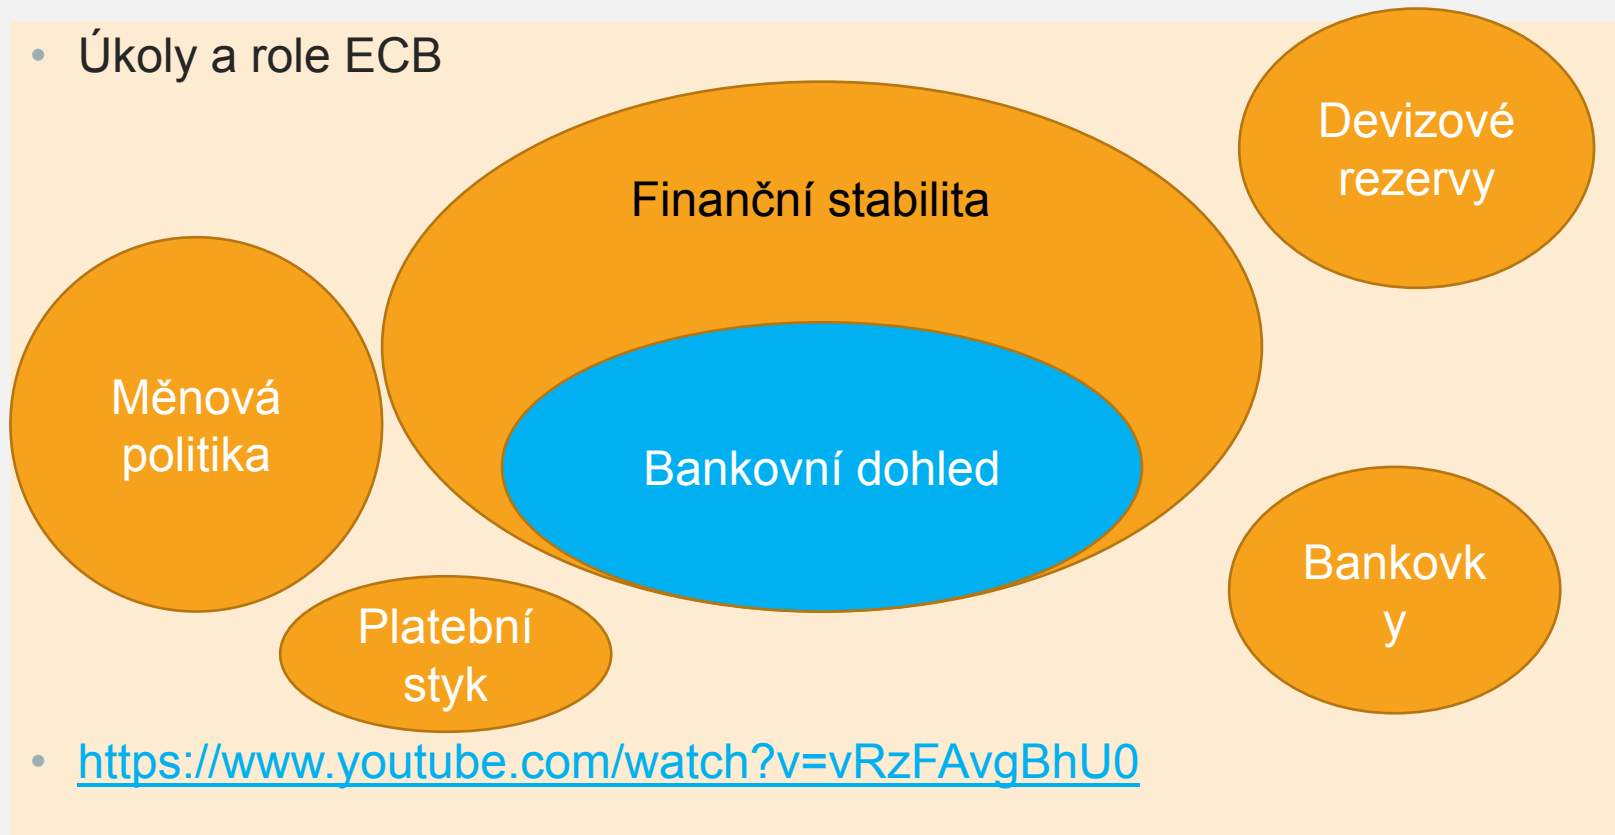 Úkoly a role ECB
Devizové
rezervy
Finanční stabilita
Měnová
politika
Bankovní dohled
Bankovk
y
Platební
styk
https://www.youtube.com/watch?v=vRzFAvgBhU0